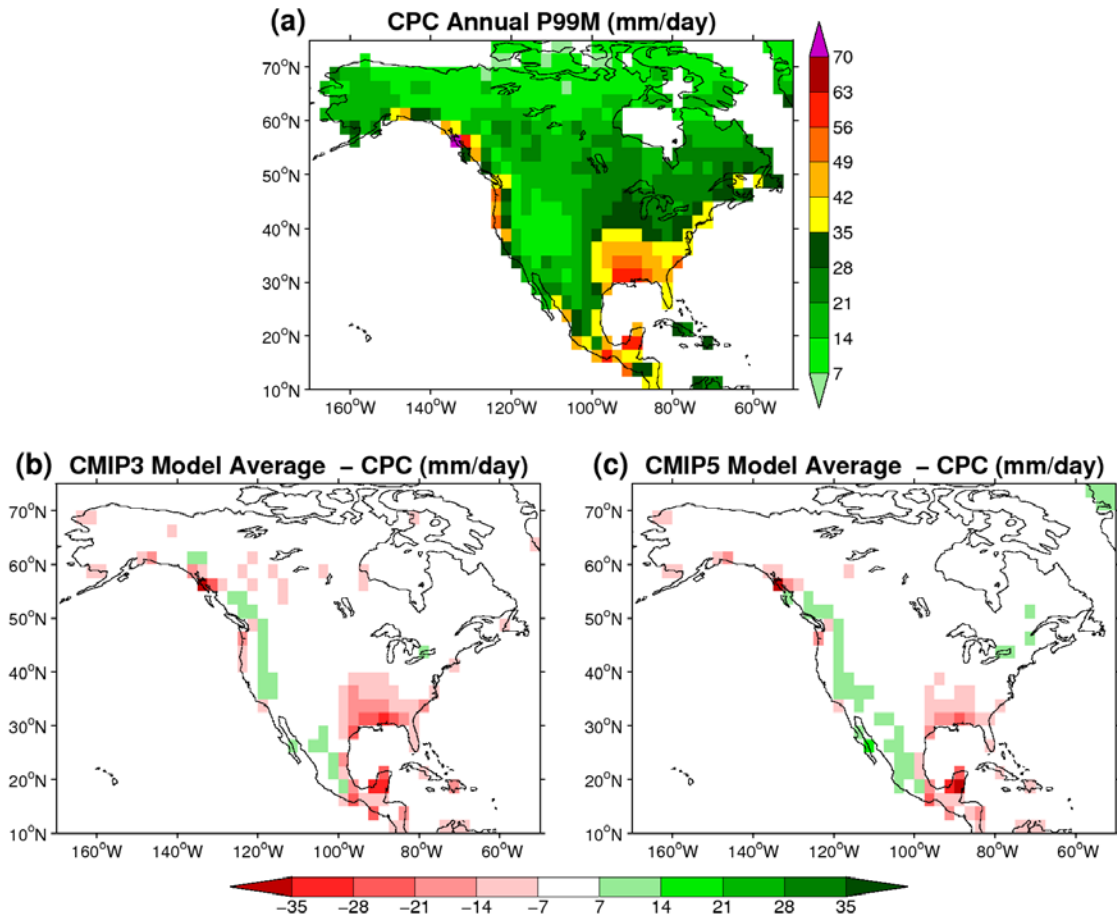 (a) CPC Annual P99M (mm/day)
70°N
60°N
50°N
40°N
30°N
20°N
10°N
160°W 140°W 120°W 100°W 80°W 60°W
70
63
56
49
42
35
28
21
14
7
(b) CMIP3 Model Average – CPC (mm/day)
70°N
60°N
50°N
40°N
30°N
20°N
10°N
160°W 140°W 120°W 100°W 80°W 60°W
(c) CMIP5 Model Average – CPC (mm/day)
70°N
60°N
50°N
40°N
30°N
20°N
10°N
160°W 140°W 120°W 100°W 80°W 60°W
−35 −28 −21 −14 −7 7 14 21 28 35